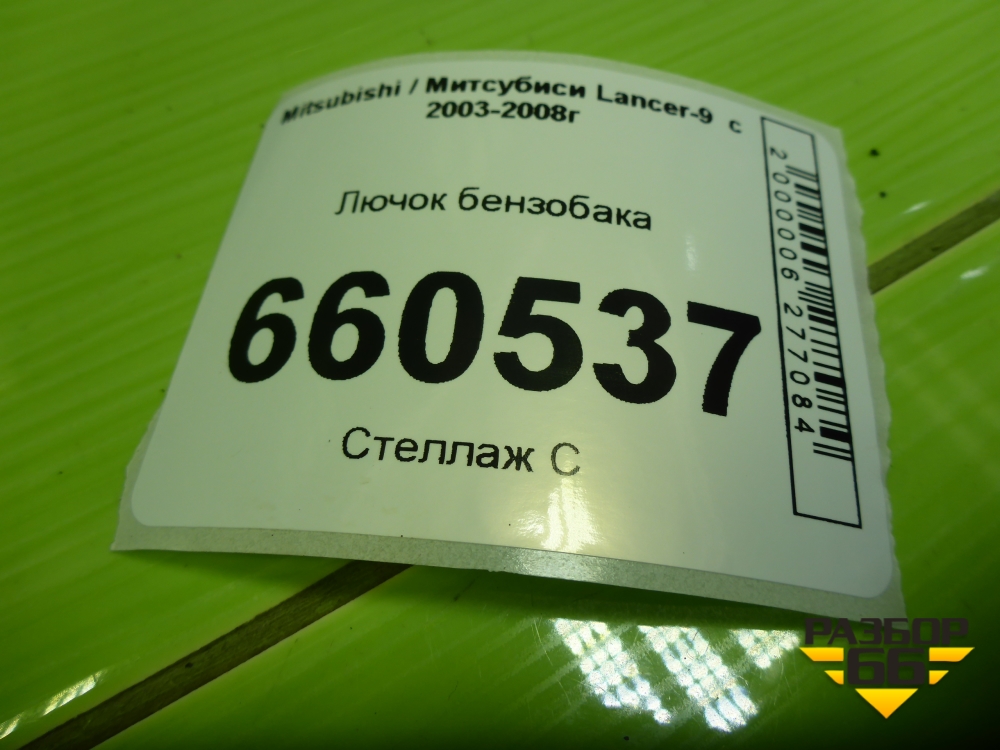 Mitsubishi / Митсубиси Lancer-9 с
2003-2008г
Лючок бензобака
660537
Стеллаж С
2000006277084
РАЗБОР
66